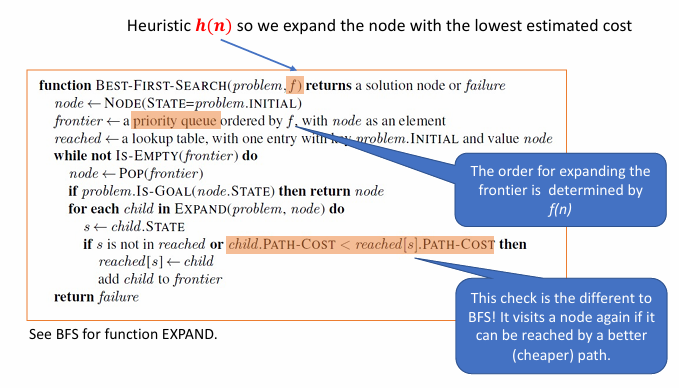 Heuristic h(n) so we expand the node with the lowest estimated cost
function BEST-FIRST-SEARCH(problem, f) returns a solution node or failure
node ← NODE(STATE=problem.INITIAL)
frontier ← a priority queue ordered by f, with node as an element
reached ← a lookup table, with one entry with key problem.INITIAL and value node
while not IS-EMPTY(frontier) do
node ← POP(frontier)
if problem.IS-GOAL(node.STATE) then return node
for each child in EXPAND(problem, node) do
s ← child.STATE
if s is not in reached or child.PATH-COST < reached[s].PATH-COST then
reached[s] ← child
add child to frontier
return failure
The order for expanding the
frontier is determined by
f(n)
This check is the different to
BFS! It visits a node again if it
can be reached by a better
(cheaper) path.
See BFS for function EXPAND.